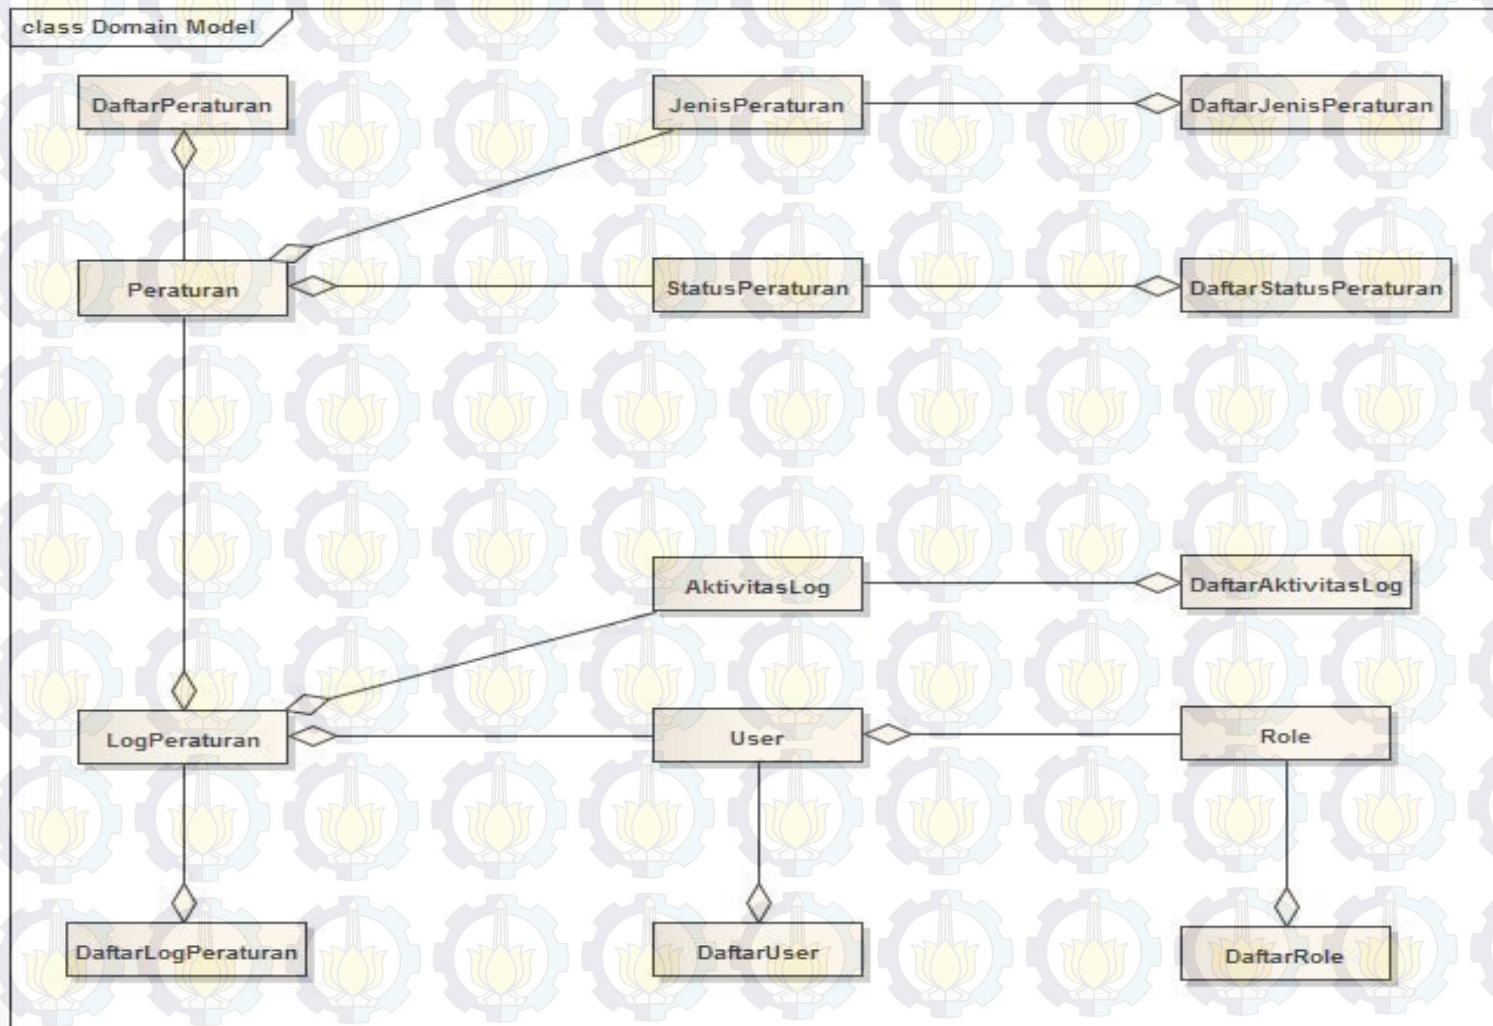 class Domain Model
DaftarPeraturan
JenisPeraturan
DaftarJenisPeraturan
Peraturan
StatusPeraturan
DaftarStatusPeraturan
AktivitasLog
DaftarAktivitasLog
LogPeraturan
User
Role
DaftarLogPeraturan
DaftarUser
DaftarRole